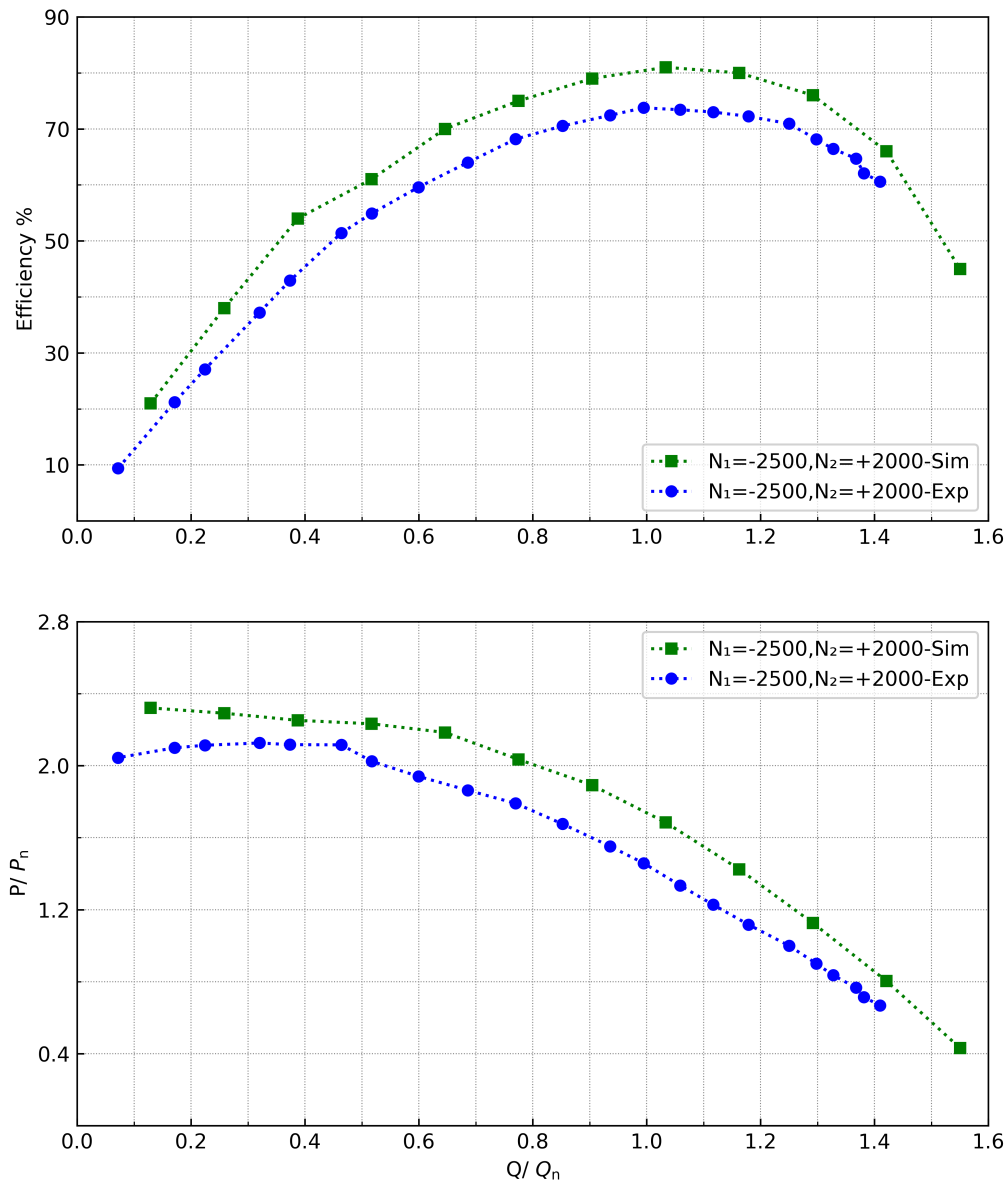 90
70
50
30
10
Efficiency %
N₁=-2500,N₂=+2000-Sim
N₁=-2500,N₂=+2000-Exp
0.0 0.2 0.4 0.6 0.8 1.0 1.2 1.4 1.6
2.8
2.0
1.2
0.4
P/ Pₙ
N₁=-2500,N₂=+2000-Sim
N₁=-2500,N₂=+2000-Exp
0.0 0.2 0.4 0.6 0.8 1.0 1.2 1.4 1.6
Q/ Qₙ